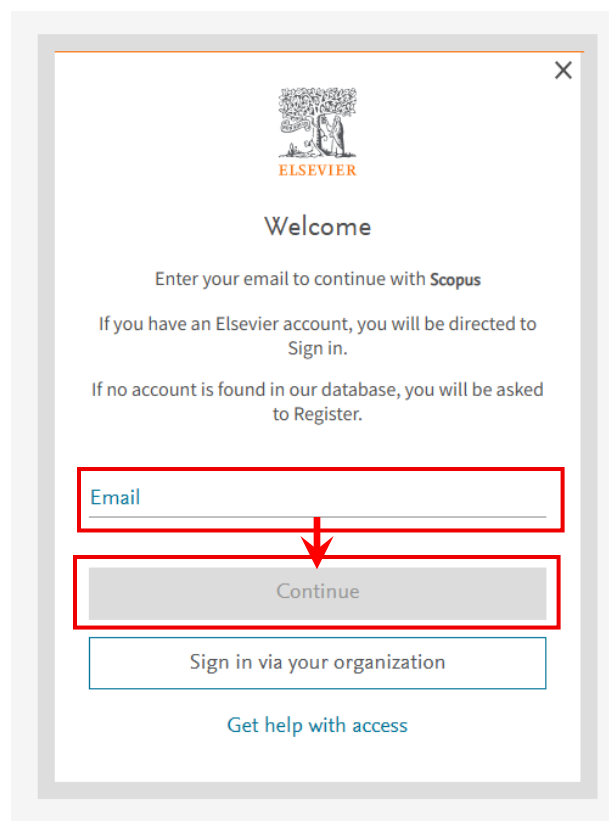 ELSEVIER
Welcome
Enter your email to continue with Scopus
If you have an Elsevier account, you will be directed to
Sign in.
If no account is found in our database, you will be asked
to Register.
Email
Continue
Sign in via your organization
Get help with access